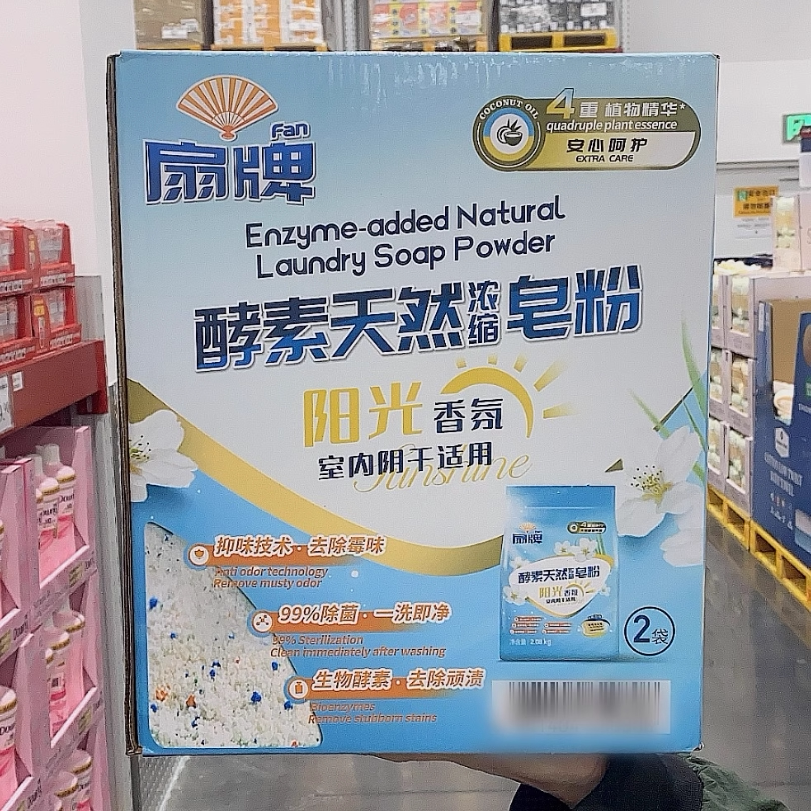 Fan
扇牌
COCONUT OIL
4重 植物精华*
quadruple plant essence
安心呵护
EXTRA CARE
Enzyme-added Natural
Laundry Soap Powder
酵素天然浓缩皂粉
阳光香氛
室内阴干适用
Sunshine
抑味技术·去除霉味
Anti odor technology
Remove musty odor
99%除菌·一洗即净
99% Sterilization
Clean immediately after washing
生物酵素·去除顽渍
Bioenzymes
Remove stubborn stains
扇牌
酵素天然浓缩皂粉
阳光香氛
2袋